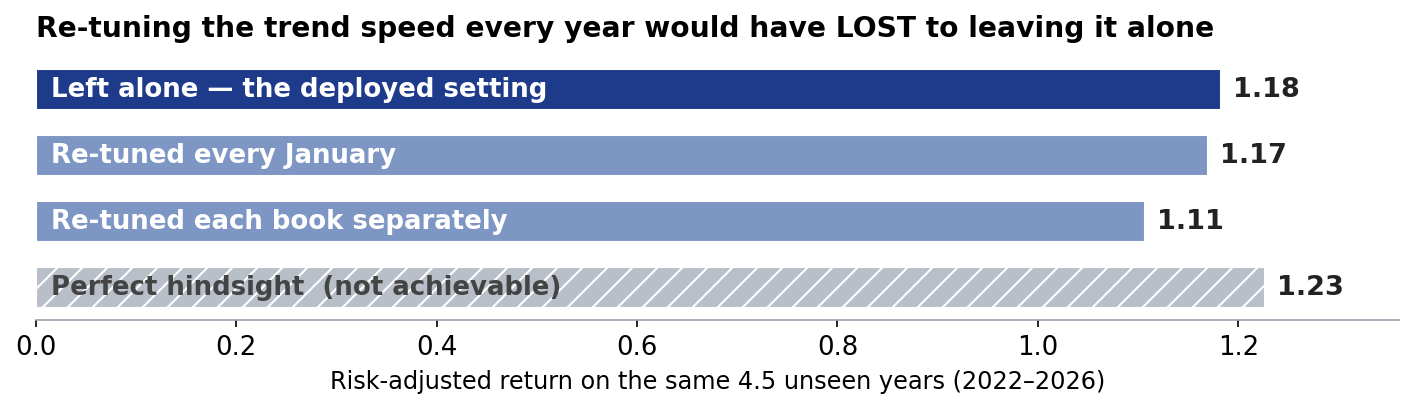 Re-tuning the trend speed every year would have LOST to leaving it alone
Left alone — the deployed setting 1.18
Re-tuned every January 1.17
Re-tuned each book separately 1.11
Perfect hindsight (not achievable) 1.23
0.0 0.2 0.4 0.6 0.8 1.0 1.2
Risk-adjusted return on the same 4.5 unseen years (2022–2026)